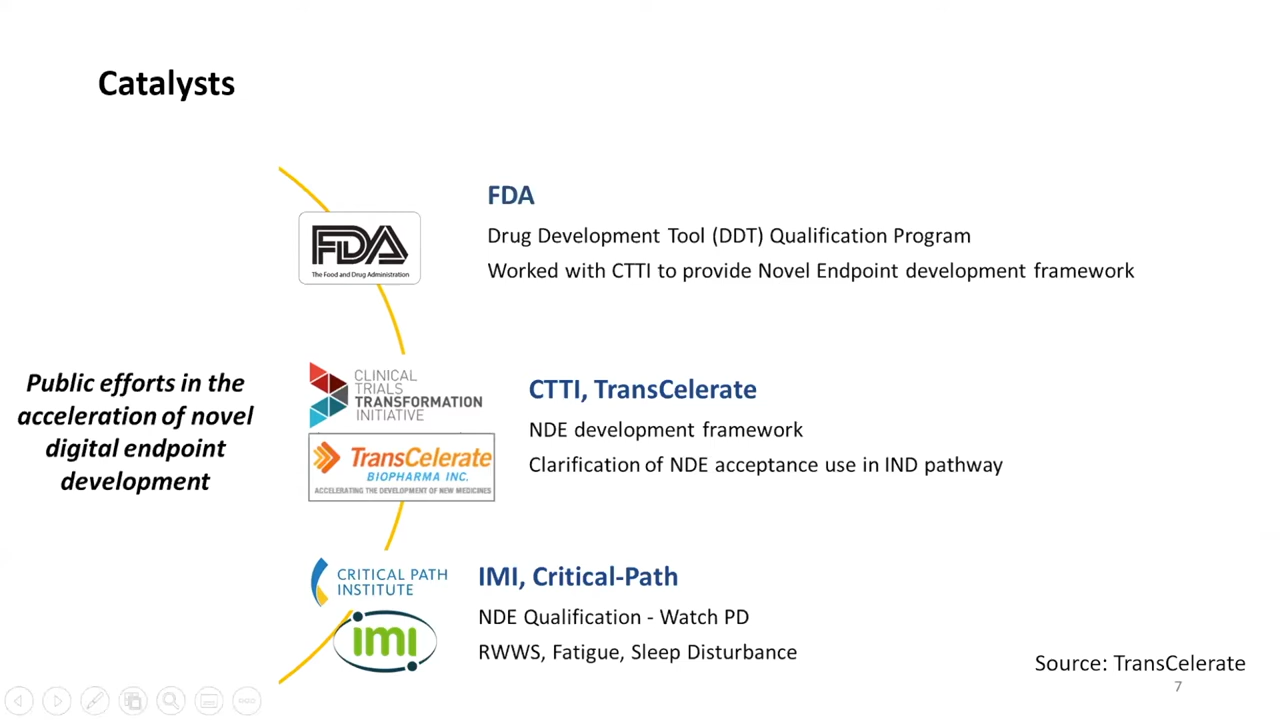 Catalysts
FDA
The Food and Drug Administration
FDA
Drug Development Tool (DDT) Qualification Program
Worked with CTTI to provide Novel Endpoint development framework
Public efforts in the
acceleration of novel
digital endpoint
development
CLINICAL
TRIALS
TRANSFORMATION
INITIATIVE
TransCelerate
BIOPHARMA INC.
ACCELERATING THE DEVELOPMENT OF NEW MEDICINES
CTTI, TransCelerate
NDE development framework
Clarification of NDE acceptance use in IND pathway
CRITICAL PATH
INSTITUTE
imi
IMI, Critical-Path
NDE Qualification - Watch PD
RWWS, Fatigue, Sleep Disturbance
Source: TransCelerate
7